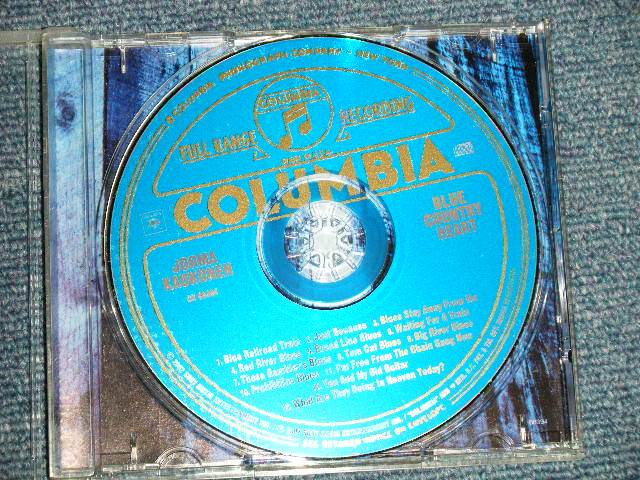 COLUMBIA PHONOGRAPH COMPANY - NEW YORK
COLUMBIA
FULL RANGE RECORDING
COLUMBIA
JORMA
KAUKONEN
BLUE
COUNTRY
HEART
1. Blue Railroad Train 2. Just Because 3. Blues Stay Away From Me
4. Red River Blues 5. Bread Line Blues 6. Waiting For A Train
7. Those Gambler's Blues 8. Tom Cat Blues 9. Big River Blues
10. Prohibition Blues 11. I'm Free From The Chain Gang Now
12. You And My Old Guitar
13. What Are They Doing In Heaven Today?